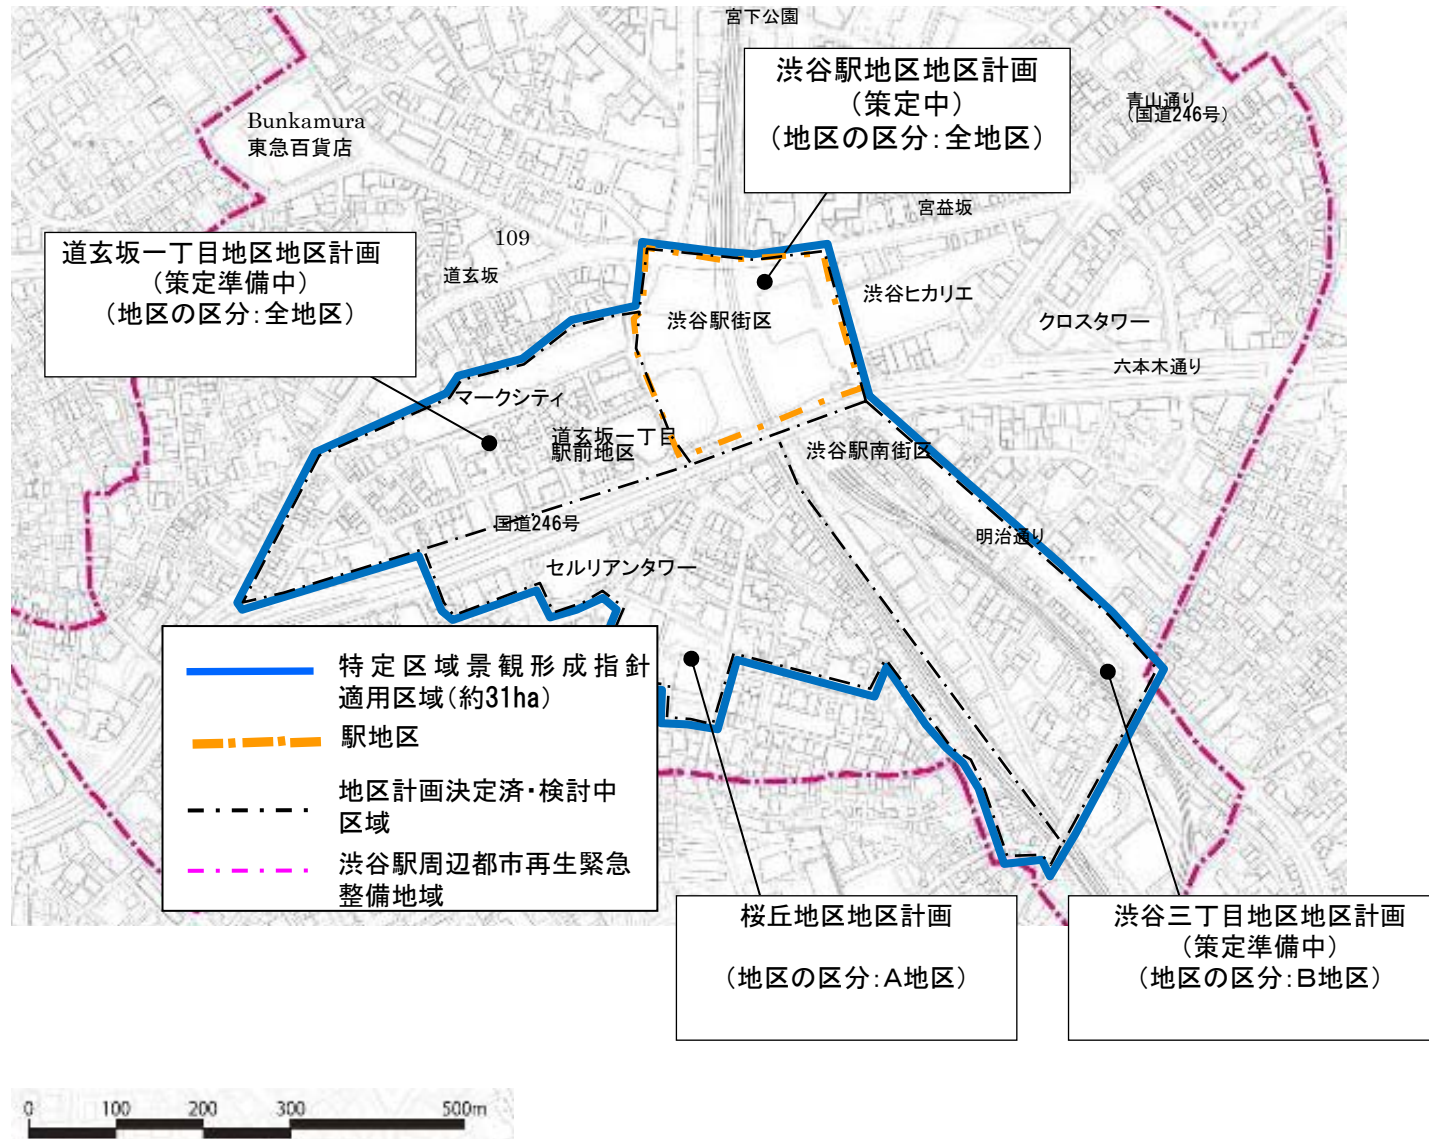 宮下公園
渋谷駅地区地区計画
（策定中）
（地区の区分：全地区）
青山通り
（国道246号）
Bunkamura
東急百貨店
宮益坂
109
道玄坂一丁目地区地区計画
（策定準備中）
（地区の区分：全地区）
道玄坂
渋谷ヒカリエ
渋谷駅街区
クロスタワー
六本木通り
マークシティ
道玄坂一丁目
駅前地区
渋谷駅南街区
国道246号
明治通り
セルリアンタワー
特定区域景観形成指針
適用区域（約31ha）
駅地区
地区計画決定済・検討中
区域
渋谷駅周辺都市再生緊急
整備地域
桜丘地区地区計画
（地区の区分：A地区）
渋谷三丁目地区地区計画
（策定準備中）
（地区の区分：B地区）
0 100 200 300 500m